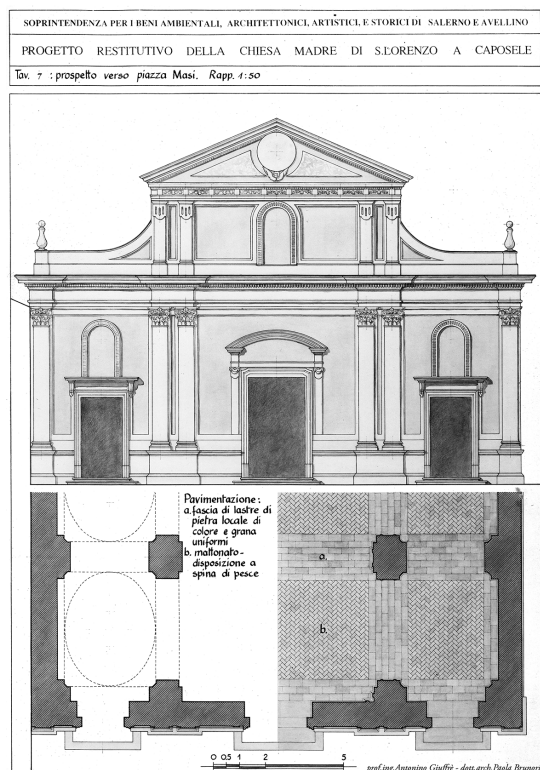 SOPRINTENDENZA PER I BENI AMBIENTALI, ARCHITETTONICI, ARTISTICI, E STORICI DI SALERNO E AVELLINO
PROGETTO RESTITUTIVO DELLA CHIESA MADRE DI S.LORENZO A CAPOSELE
Tav. 7 : prospetto verso piazza Masi. Rapp. 1:50
Pavimentazione:
a. fascia di lastre di
pietra locale di
colore e grana
uniformi
b. mattonato-
disposizione a
spina di pesce
a.
b.
0 0.5 1 2 5
prof.ing.Antonino Giuffrè - dott.arch.Paola Brunori